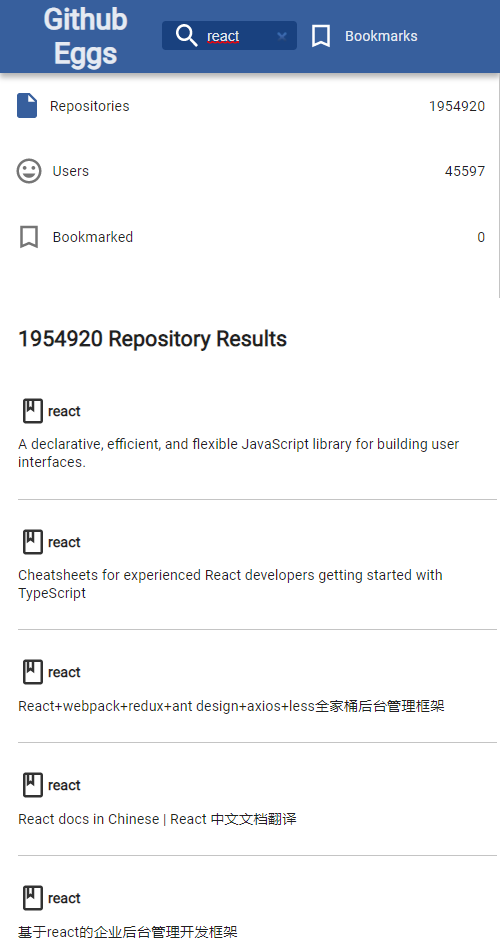 Github
Eggs
react
Bookmarks
Repositories
1954920
Users
45597
Bookmarked
0
1954920 Repository Results
react
A declarative, efficient, and flexible JavaScript library for building user
interfaces.
react
Cheatsheets for experienced React developers getting started with
TypeScript
react
React+webpack+redux+ant design+axios+less全家桶后台管理框架
react
React docs in Chinese | React 中文文档翻译
react
基于react的企业后台管理开发框架